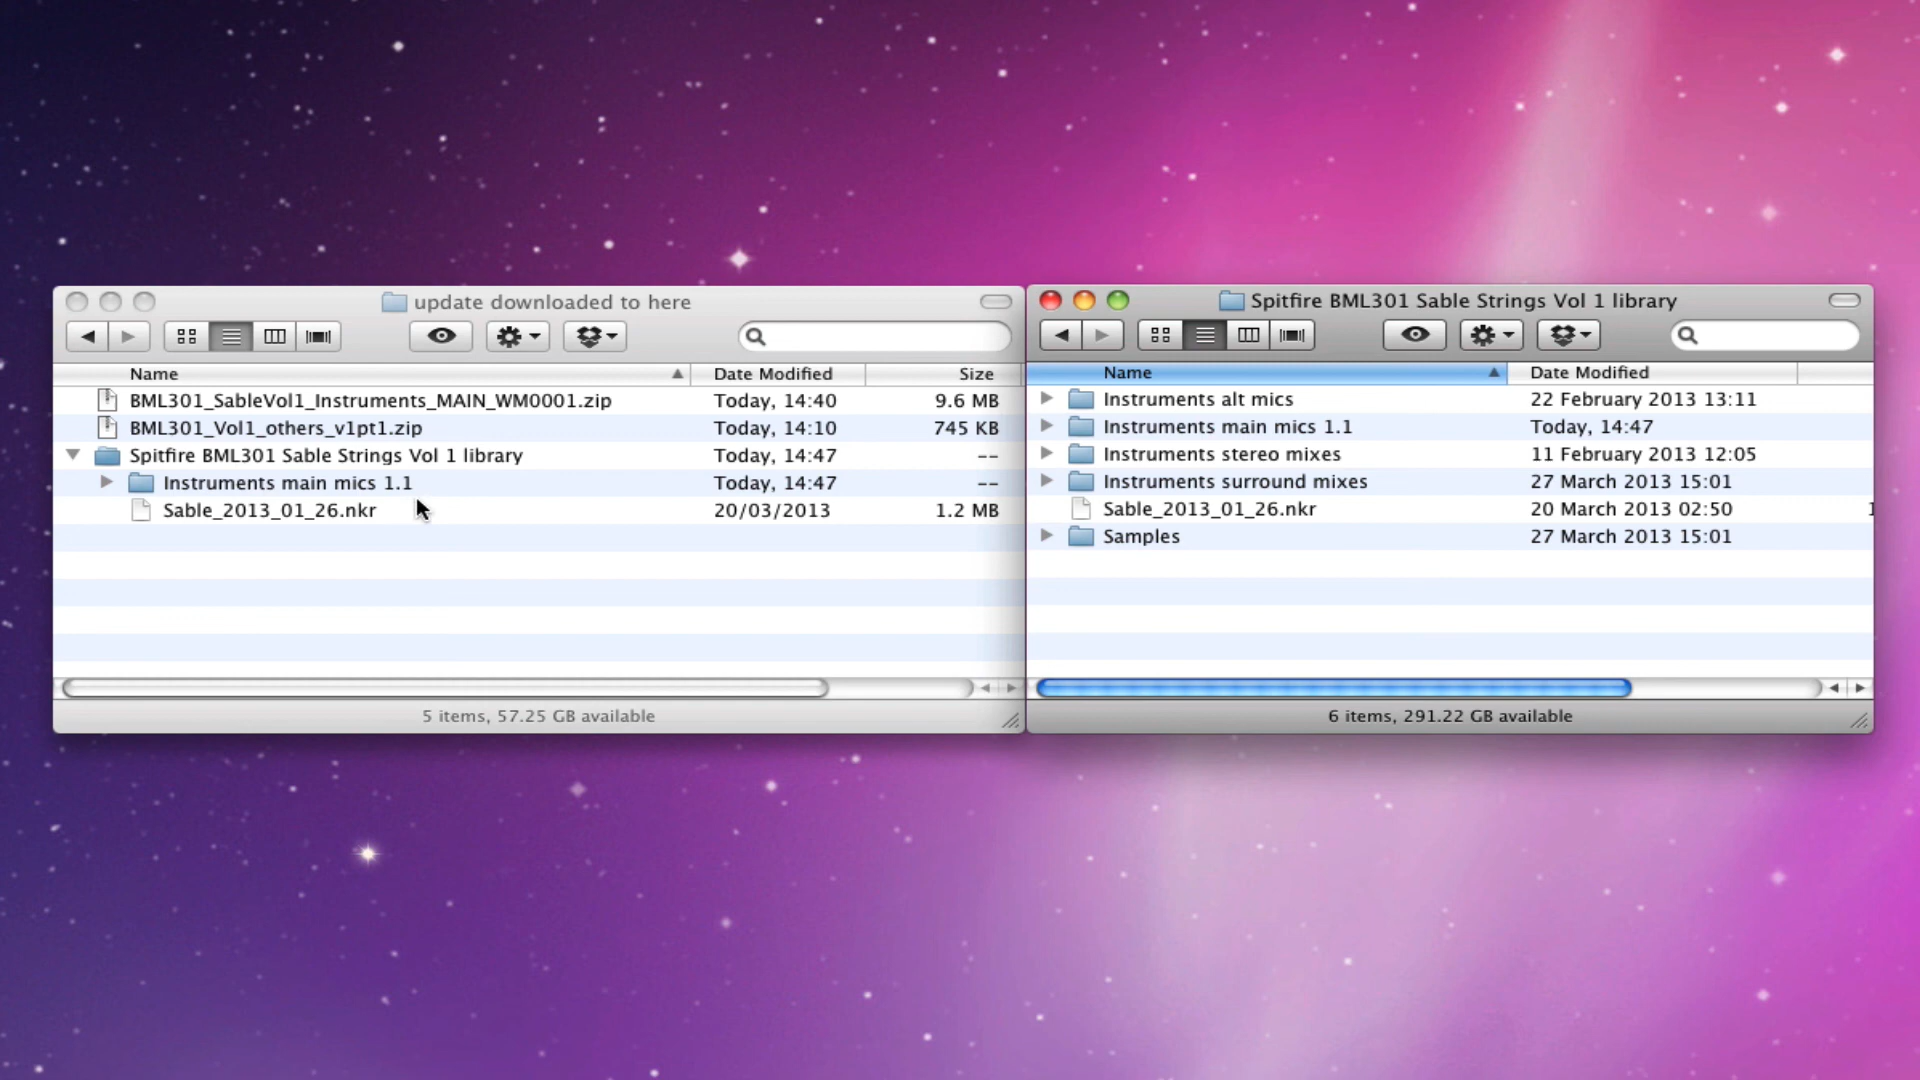 update downloaded to here
Name Date Modified Size
BML301_SableVol1_Instruments_MAIN_WM0001.zip Today, 14:40 9.6 MB
BML301_Vol1_others_v1pt1.zip Today, 14:10 745 KB
Spitfire BML301 Sable Strings Vol 1 library Today, 14:47 --
Instruments main mics 1.1 Today, 14:47 --
Sable_2013_01_26.nkr 20/03/2013 1.2 MB
5 items, 57.25 GB available
Spitfire BML301 Sable Strings Vol 1 library
Name Date Modified
Instruments alt mics 22 February 2013 13:11
Instruments main mics 1.1 Today, 14:47
Instruments stereo mixes 11 February 2013 12:05
Instruments surround mixes 27 March 2013 15:01
Sable_2013_01_26.nkr 20 March 2013 02:50
Samples 27 March 2013 15:01
6 items, 291.22 GB available